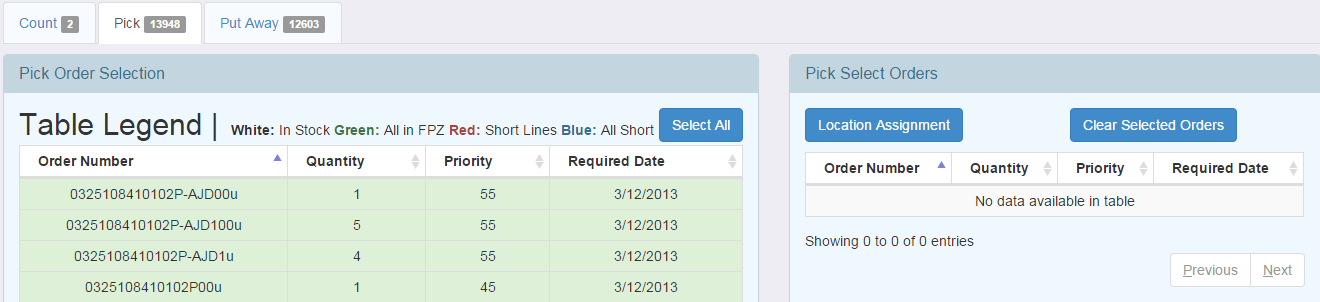 Count 2 Pick 13948 Put Away 12603
Pick Order Selection
Table Legend | White: In Stock Green: All in FPZ Red: Short Lines Blue: All Short Select All
Order Number Quantity Priority Required Date
0325108410102P-AJD00u 1 55 3/12/2013
0325108410102P-AJD100u 5 55 3/12/2013
0325108410102P-AJD1u 4 55 3/12/2013
0325108410102P00u 1 45 3/12/2013
Pick Select Orders
Location Assignment Clear Selected Orders
Order Number Quantity Priority Required Date
No data available in table
Showing 0 to 0 of 0 entries
Previous Next